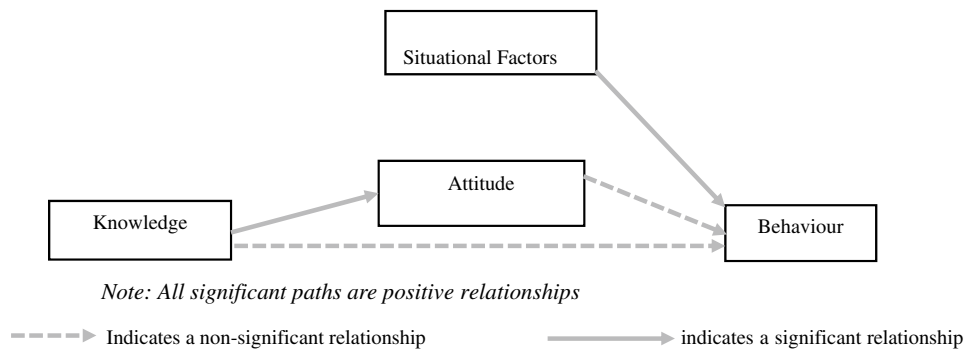 Situational Factors
Attitude
Knowledge
Behaviour
Note: All significant paths are positive relationships
Indicates a non-significant relationship
indicates a significant relationship